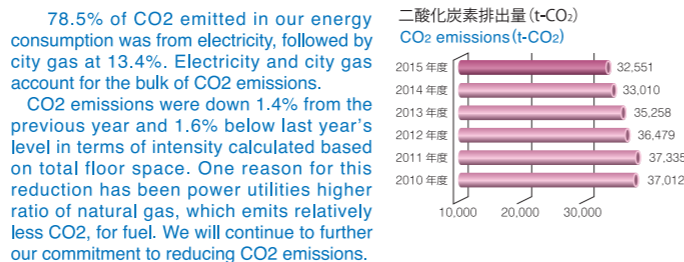 78.5% of CO2 emitted in our energy
consumption was from electricity, followed by
city gas at 13.4%. Electricity and city gas
account for the bulk of CO2 emissions.
CO2 emissions were down 1.4% from the
previous year and 1.6% below last year's
level in terms of intensity calculated based
on total floor space. One reason for this
reduction has been power utilities higher
ratio of natural gas, which emits relatively
less CO2, for fuel. We will continue to further
our commitment to reducing CO2 emissions.
二酸化炭素排出量(t-CO2)
CO2 emissions(t-CO2)
2015 年度 32,551
2014 年度 33,010
2013 年度 35,258
2012 年度 36,479
2011 年度 37,335
2010 年度 37,012
10,000 20,000 30,000